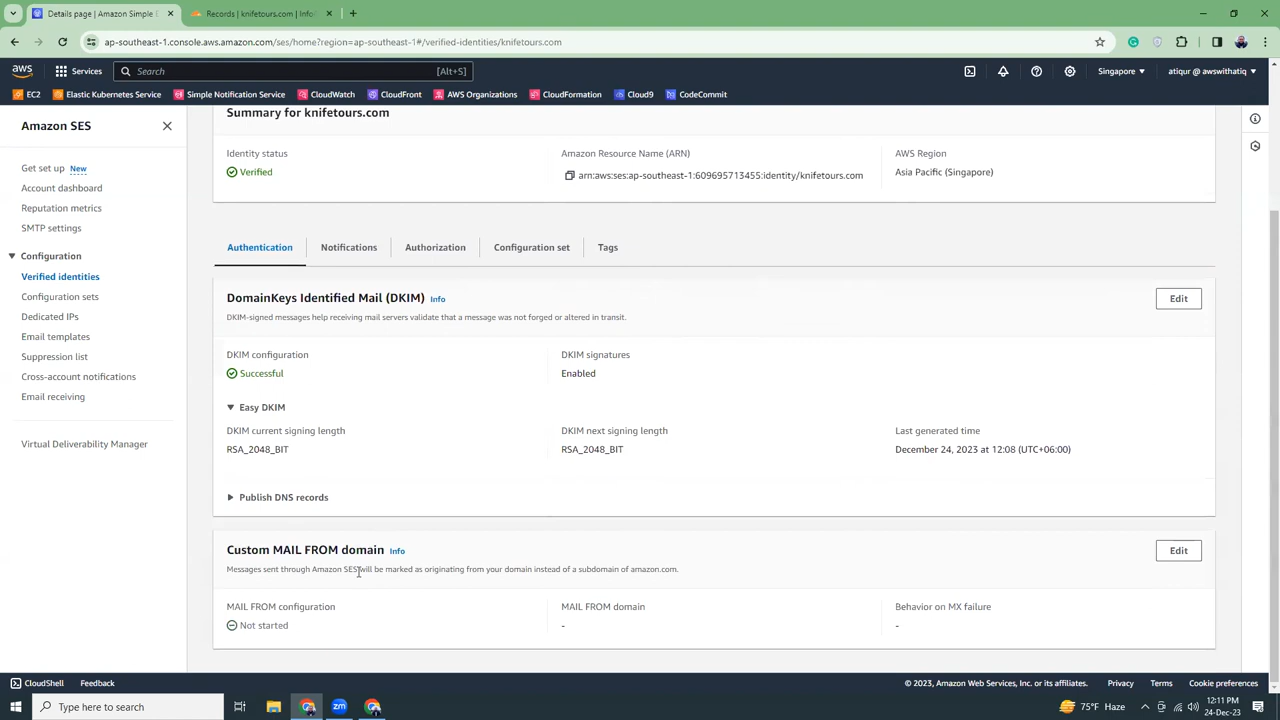 Details page | Amazon Simple E
Records | knifetours.com | Info
ap-southeast-1.console.aws.amazon.com/ses/home?region=ap-southeast-1#/verified-identities/knifetours.com
aws
Services
Search
[Alt+S]
Singapore
atiqur @ awswithatiq
EC2
Elastic Kubernetes Service
Simple Notification Service
CloudWatch
CloudFront
AWS Organizations
CloudFormation
Cloud9
CodeCommit
Amazon SES
Get set up New
Account dashboard
Reputation metrics
SMTP settings
Configuration
Verified identities
Configuration sets
Dedicated IPs
Email templates
Suppression list
Cross-account notifications
Email receiving
Virtual Deliverability Manager
Summary for knifetours.com
Identity status
Verified
Amazon Resource Name (ARN)
arn:aws:ses:ap-southeast-1:609695713455:identity/knifetours.com
AWS Region
Asia Pacific (Singapore)
Authentication
Notifications
Authorization
Configuration set
Tags
DomainKeys Identified Mail (DKIM) Info
Edit
DKIM-signed messages help receiving mail servers validate that a message was not forged or altered in transit.
DKIM configuration
Successful
DKIM signatures
Enabled
Easy DKIM
DKIM current signing length
RSA_2048_BIT
DKIM next signing length
RSA_2048_BIT
Last generated time
December 24, 2023 at 12:08 (UTC+06:00)
Publish DNS records
Custom MAIL FROM domain Info
Edit
Messages sent through Amazon SES will be marked as originating from your domain instead of a subdomain of amazon.com.
MAIL FROM configuration
Not started
MAIL FROM domain
-
Behavior on MX failure
-
CloudShell
Feedback
© 2023, Amazon Web Services, Inc. or its affiliates.
Privacy
Terms
Cookie preferences
Type here to search
zm
75°F Haze
12:11 PM
24-Dec-23